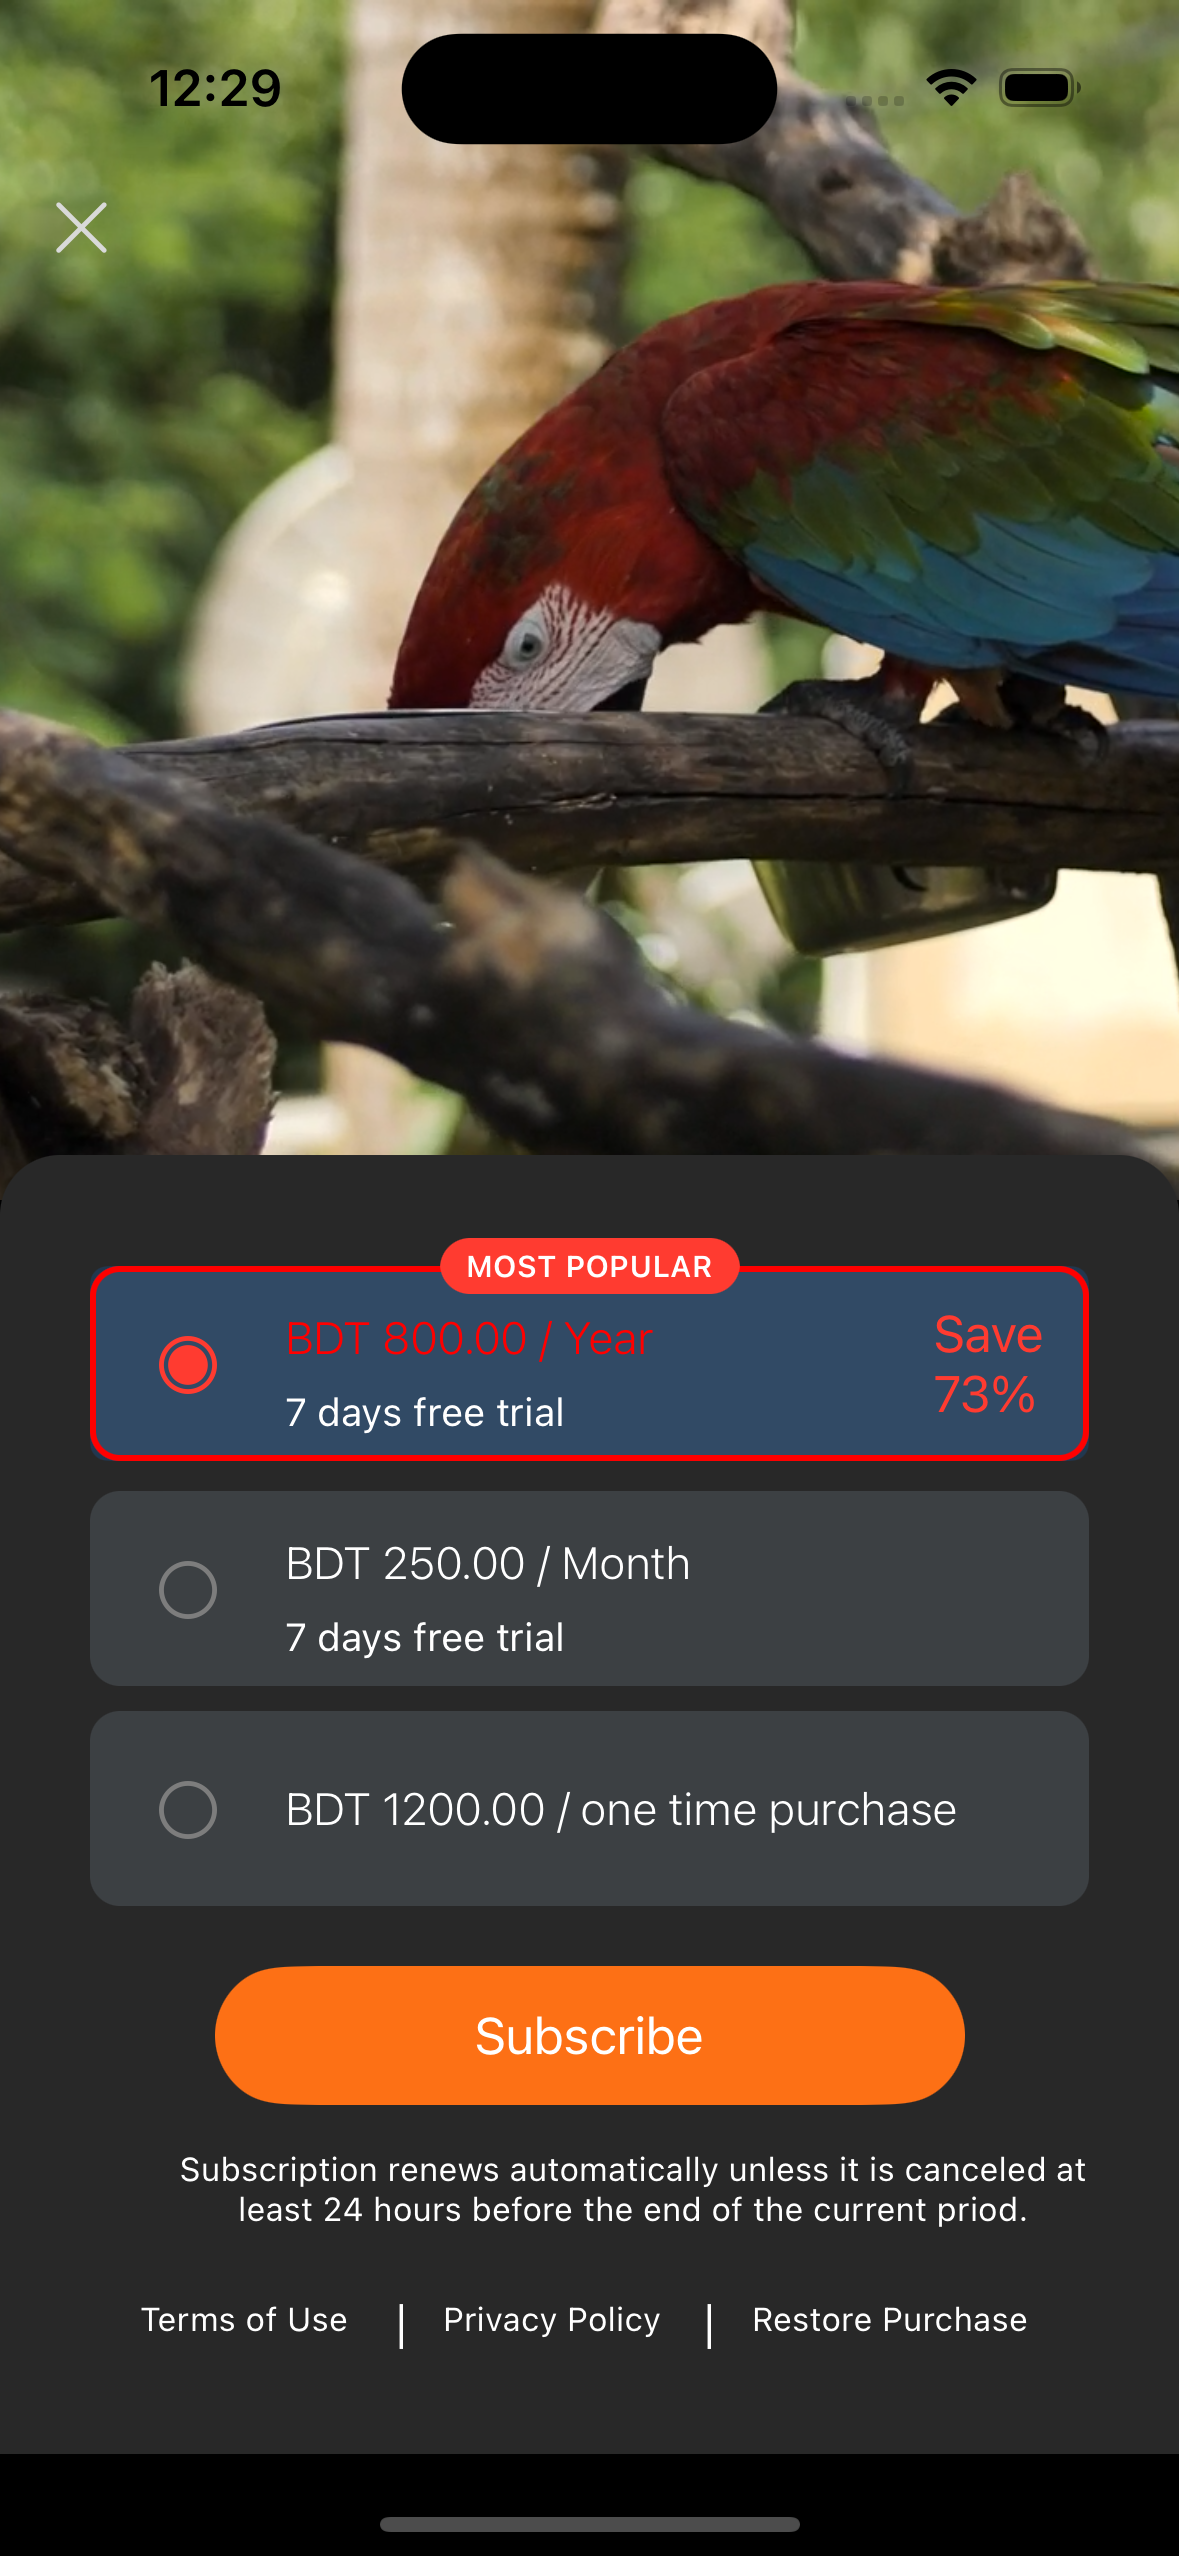 12:29
MOST POPULAR
BDT 800.00 / Year
7 days free trial
Save
73%
BDT 250.00 / Month
7 days free trial
BDT 1200.00 / one time purchase
Subscribe
Subscription renews automatically unless it is canceled at
least 24 hours before the end of the current priod.
Terms of Use | Privacy Policy | Restore Purchase